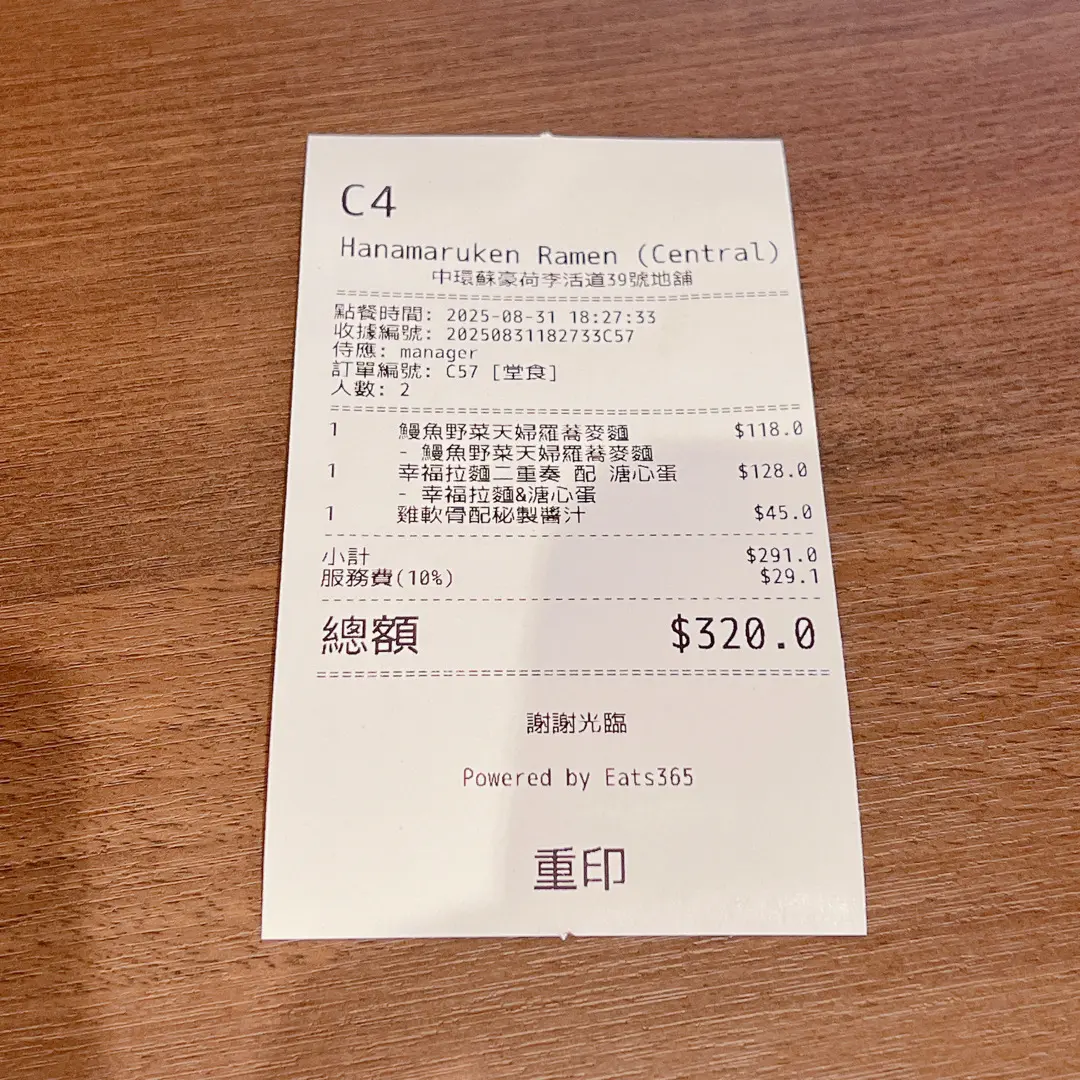 C4
Hanamaruken Ramen (Central)
中環蘇豪荷李活道39號地舖
點餐時間: 2025-08-31 18:27:33
收據編號: 20250831182733C57
侍應: manager
訂單編號: C57 [堂食]
人數: 2
1 鰻魚野菜天婦羅蕎麥麵 $118.0
- 鰻魚野菜天婦羅蕎麥麵
1 幸福拉麵二重奏 配 溏心蛋 $128.0
- 幸福拉麵&溏心蛋
1 雞軟骨配秘製醬汁 $45.0
小計 $291.0
服務費(10%) $29.1
總額 $320.0
謝謝光臨
Powered by Eats365
重印